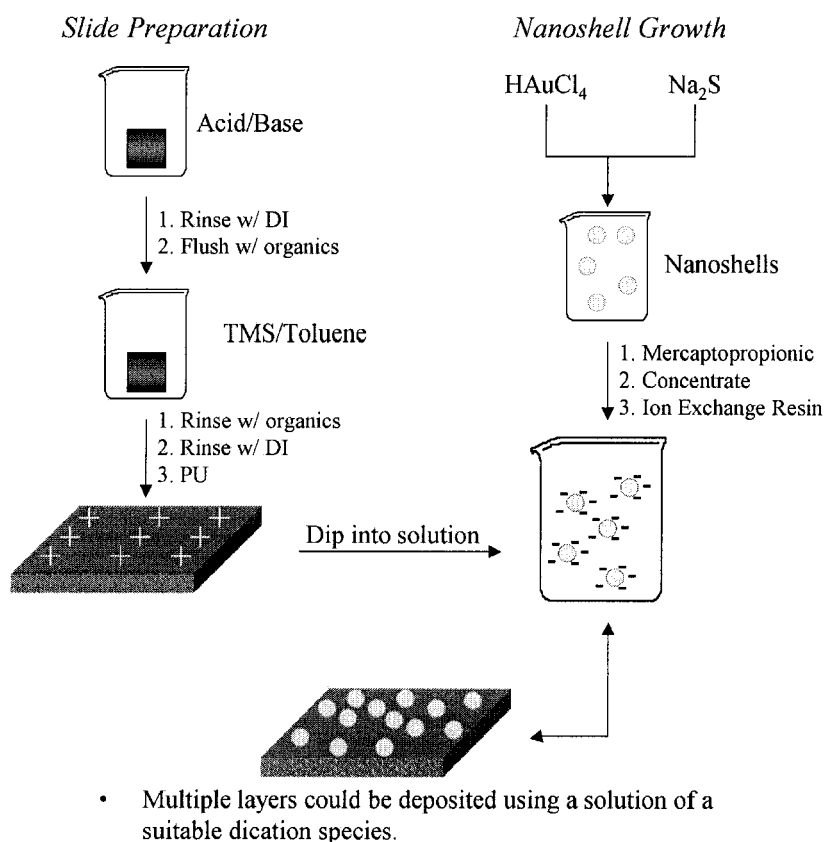 Slide Preparation
Acid/Base
1. Rinse w/ DI
2. Flush w/ organics
TMS/Toluene
1. Rinse w/ organics
2. Rinse w/ DI
3. PU
Dip into solution
Nanoshell Growth
HAuCl₄
Na₂S
Nanoshells
1. Mercaptopropionic
2. Concentrate
3. Ion Exchange Resin
• Multiple layers could be deposited using a solution of a
suitable dication species.